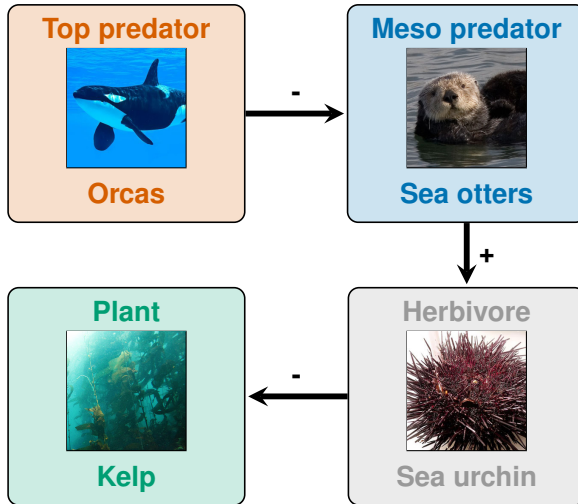 Top predator
Orcas
-
Meso predator
Sea otters
+
Plant
Kelp
-
Herbivore
Sea urchin